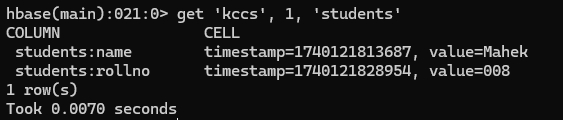 hbase(main):021:0> get 'kccs', 1, 'students'
COLUMN                CELL
 students:name        timestamp=1740121813687, value=Mahek
 students:rollno      timestamp=1740121828954, value=008
1 row(s)
Took 0.0070 seconds